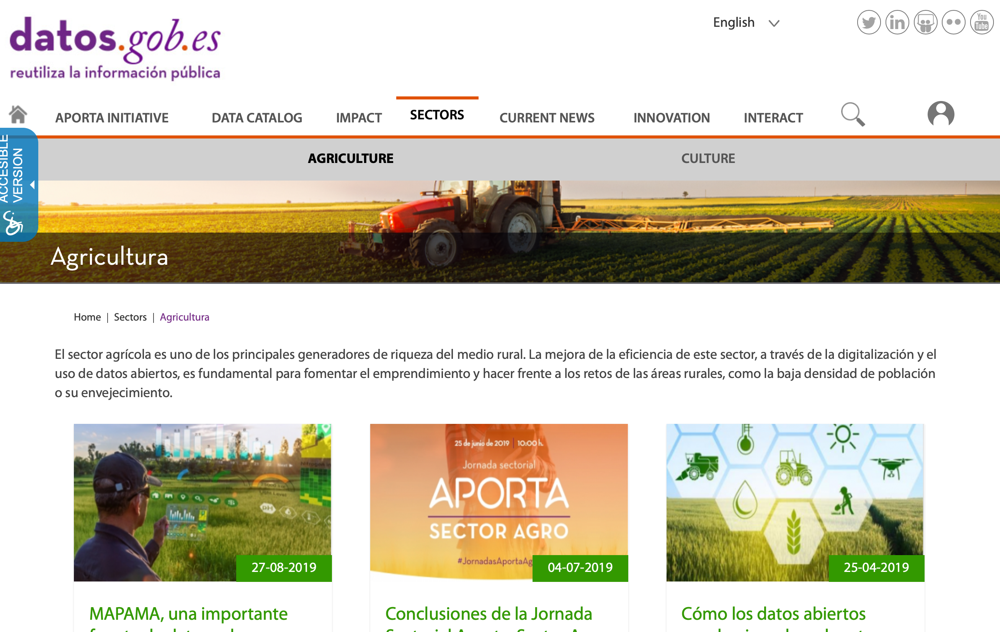 datos.gob.es
reutiliza la información pública
English
You
Tube
APORTA INITIATIVE
DATA CATALOG
IMPACT
SECTORS
CURRENT NEWS
INNOVATION
INTERACT
ACCESIBLE
VERSION
AGRICULTURE
CULTURE
Agricultura
Home | Sectors | Agricultura
El sector agrícola es uno de los principales generadores de riqueza del medio rural. La mejora de la eficiencia de este sector, a través de la digitalización y el
uso de datos abiertos, es fundamental para fomentar el emprendimiento y hacer frente a los retos de las áreas rurales, como la baja densidad de población
o su envejecimiento.
Nitrogen
Next
Light Level
pH
27-08-2019
25 de junio de 2019 | 10:00 h.
Jornada sectorial
APORTA
SECTOR AGRO
#JornadasAportaAg
04-07-2019
25-04-2019
MAPAMA, una importante
Conclusiones de la Jornada
Cómo los datos abiertos